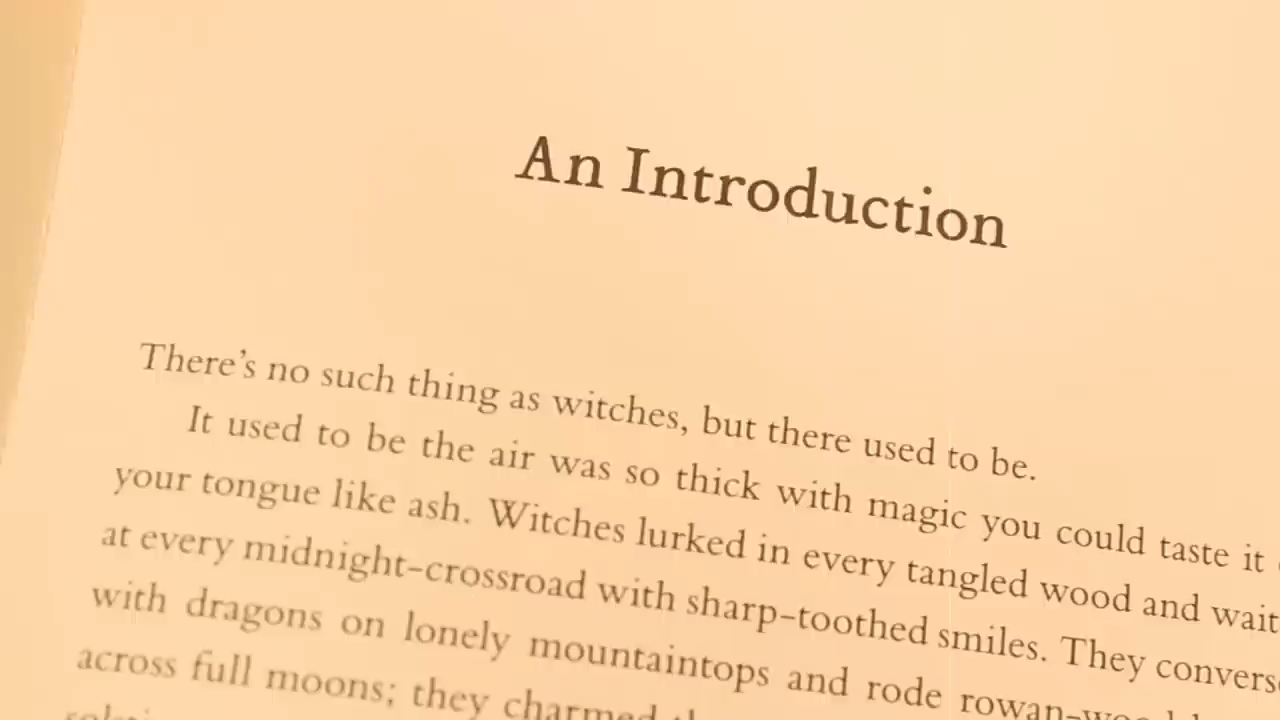 An Introduction
There's no such thing as witches, but there used to be.
It used to be the air was so thick with magic you could taste it
your tongue like ash. Witches lurked in every tangled wood and wait
at every midnight-crossroad with sharp-toothed smiles. They convers
with dragons on lonely mountaintops and rode rowan-wood
across full moons; they charmed